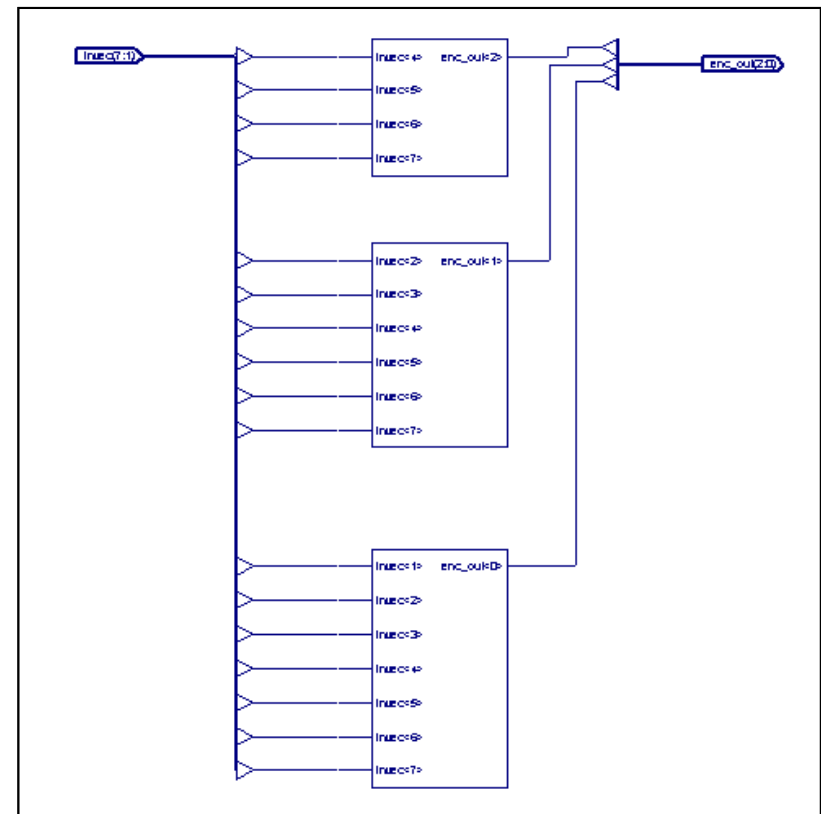 invec(7:1)
enc_out(2:0)
invec<4> enc_out<2>
invec<5>
invec<6>
invec<7>
invec<2> enc_out<1>
invec<3>
invec<4>
invec<5>
invec<6>
invec<7>
invec<1> enc_out<0>
invec<2>
invec<3>
invec<4>
invec<5>
invec<6>
invec<7>